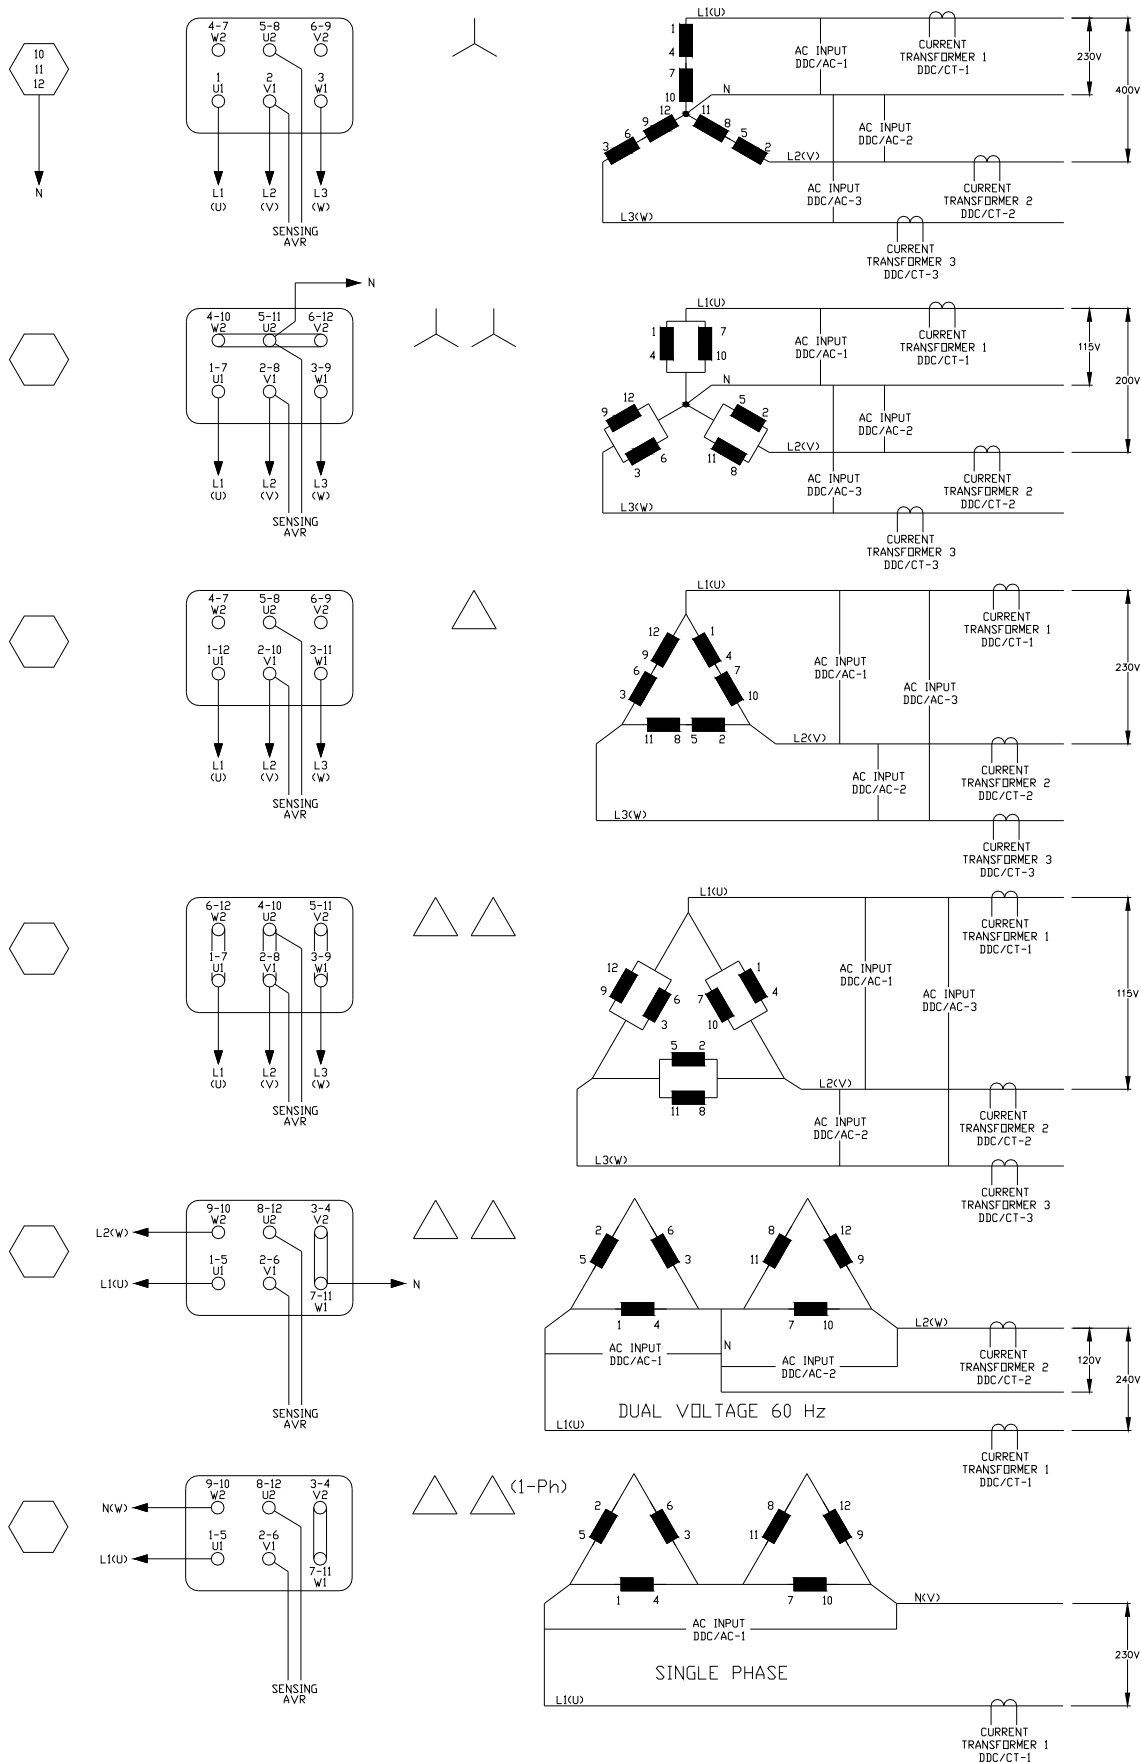 10
11
12
N
4-7 5-8 6-9
W2 U2 V2
1 2 3
U1 V1 W1
L1 L2 L3
(U) (V) (W)
SENSING
AVR
L1(U)
1
4
7
10
N
12
9
6
3
11
8
5
2
L2(V)
L3(W)
AC INPUT
DDC/AC-1
AC INPUT
DDC/AC-2
AC INPUT
DDC/AC-3
CURRENT
TRANSFORMER 1
DDC/CT-1
CURRENT
TRANSFORMER 2
DDC/CT-2
CURRENT
TRANSFORMER 3
DDC/CT-3
230V
400V
N
4-10 5-11 6-12
W2 U2 V2
1-7 2-8 3-9
U1 V1 W1
L1 L2 L3
(U) (V) (W)
SENSING
AVR
L1(U)
1 7
4 10
N
12
9
6
3
5
2
11
8
L2(V)
L3(W)
AC INPUT
DDC/AC-1
AC INPUT
DDC/AC-2
AC INPUT
DDC/AC-3
CURRENT
TRANSFORMER 1
DDC/CT-1
CURRENT
TRANSFORMER 2
DDC/CT-2
CURRENT
TRANSFORMER 3
DDC/CT-3
115V
200V
4-7 5-8 6-9
W2 U2 V2
1-12 2-10 3-11
U1 V1 W1
L1 L2 L3
(U) (V) (W)
SENSING
AVR
L1(U)
12 1
9 4
6 7
3 10
11 8 5 2
L2(V)
L3(W)
AC INPUT
DDC/AC-1
AC INPUT
DDC/AC-3
AC INPUT
DDC/AC-2
CURRENT
TRANSFORMER 1
DDC/CT-1
CURRENT
TRANSFORMER 2
DDC/CT-2
CURRENT
TRANSFORMER 3
DDC/CT-3
230V
6-12 4-10 5-11
W2 U2 V2
1-7 2-8 3-9
U1 V1 W1
L1 L2 L3
(U) (V) (W)
SENSING
AVR
L1(U)
12 1
9 6 7 4
3 10
5 2
11 8
L2(V)
L3(W)
AC INPUT
DDC/AC-1
AC INPUT
DDC/AC-3
AC INPUT
DDC/AC-2
CURRENT
TRANSFORMER 1
DDC/CT-1
CURRENT
TRANSFORMER 2
DDC/CT-2
CURRENT
TRANSFORMER 3
DDC/CT-3
115V
9-10 8-12 3-4
W2 U2 V2
L2(W)
1-5 2-6
U1 V1
L1(U) N
7-11
W1
SENSING
AVR
2 6 8 12
5 3 11 9
1 4 7 10
L2(W)
N
AC INPUT
DDC/AC-1
AC INPUT
DDC/AC-2
CURRENT
TRANSFORMER 2
DDC/CT-2
120V
240V
DUAL VOLTAGE 60 Hz
L1(U)
CURRENT
TRANSFORMER 1
DDC/CT-1
9-10 8-12 3-4
W2 U2 V2
N(W)
1-5 2-6
U1 V1
L1(U)
7-11
W1
SENSING
AVR
(1-Ph)
2 6 8 12
5 3 11 9
1 4 7 10
N(V)
AC INPUT
DDC/AC-1
230V
SINGLE PHASE
L1(U)
CURRENT
TRANSFORMER 1
DDC/CT-1